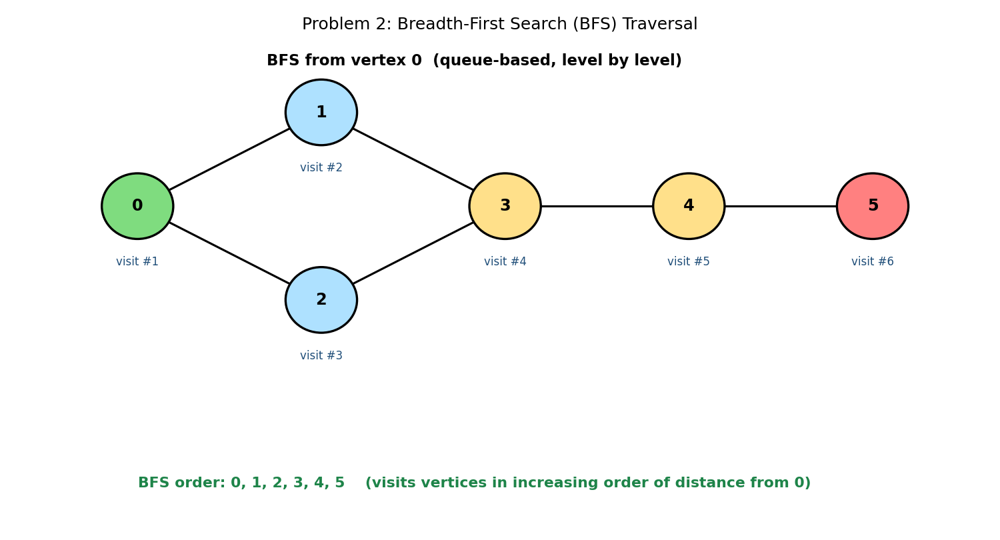 Problem 2: Breadth-First Search (BFS) Traversal
BFS from vertex 0  (queue-based, level by level)
1
visit #2
0
3
4
5
visit #1
visit #4
visit #5
visit #6
2
visit #3
BFS order: 0, 1, 2, 3, 4, 5    (visits vertices in increasing order of distance from 0)